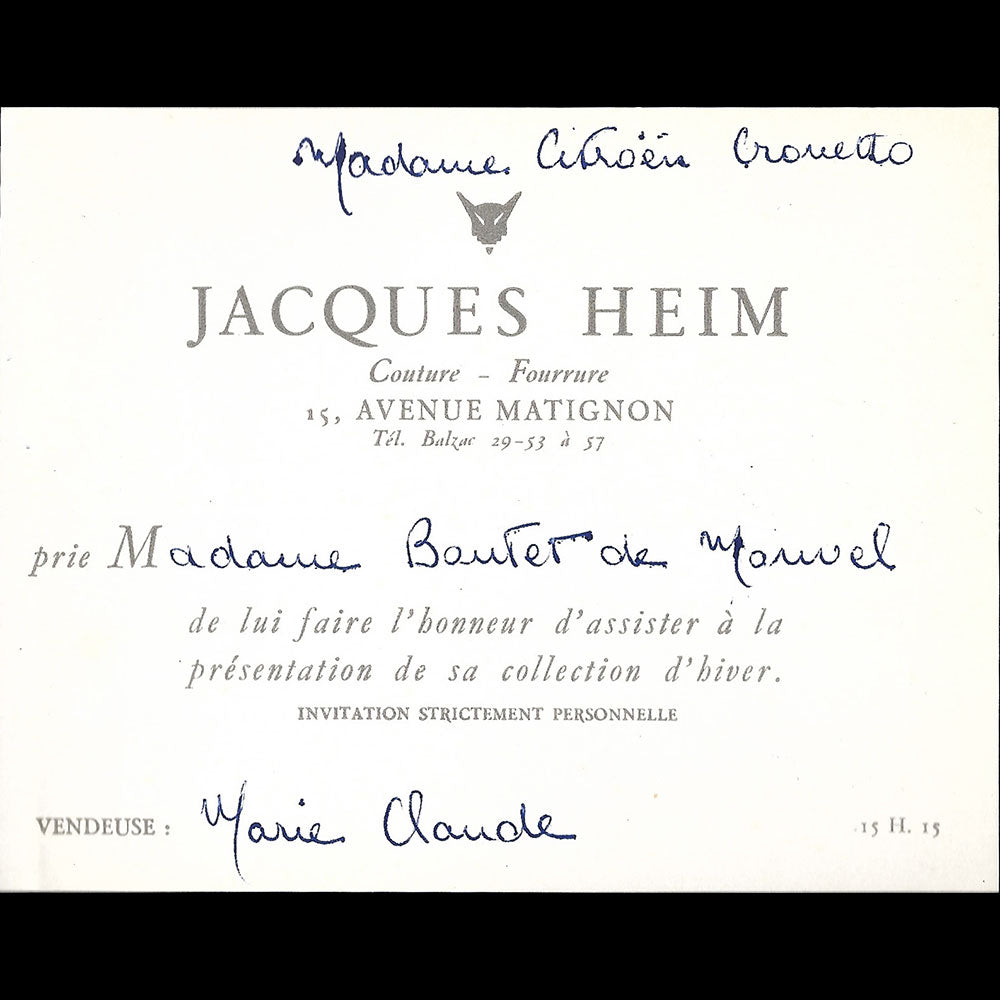 Madame Citroën Cronetto
JACQUES HEIM
Couture – Fourrure
15, AVENUE MATIGNON
Tél. Balzac 29-53 à 57
prie Madame Boutet de Monvel
de lui faire l'honneur d'assister à la
présentation de sa collection d'hiver.
INVITATION STRICTEMENT PERSONNELLE
VENDEUSE : Marie Claude 15 H. 15